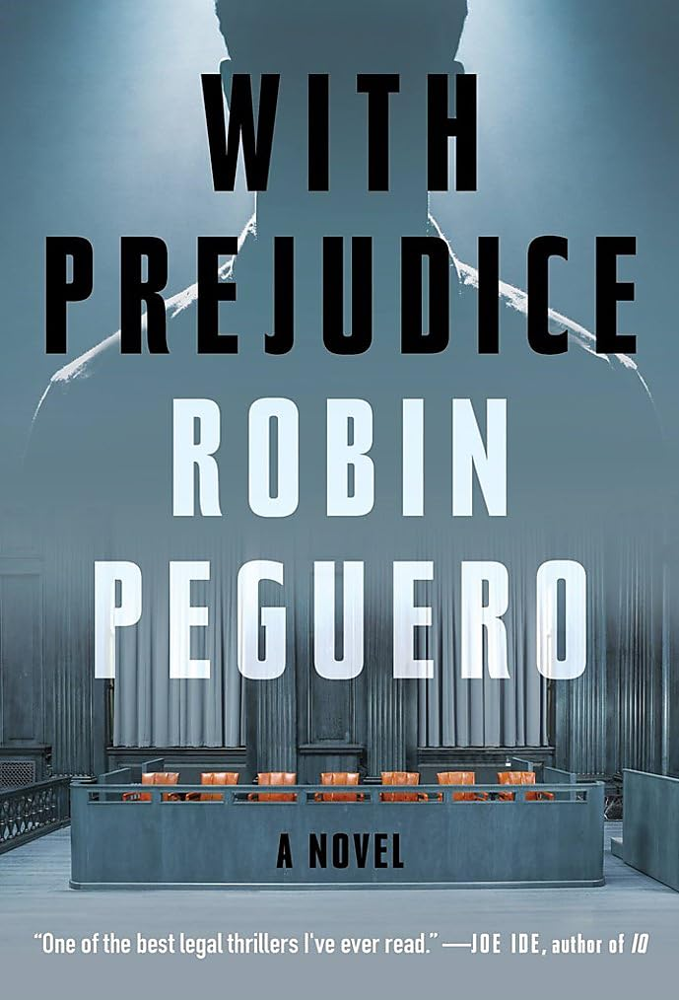 WITH
PREJUDICE
ROBIN
PEGUERO
A NOVEL
“One of the best legal thrillers I've ever read.” —JOE IDE, author of IQ